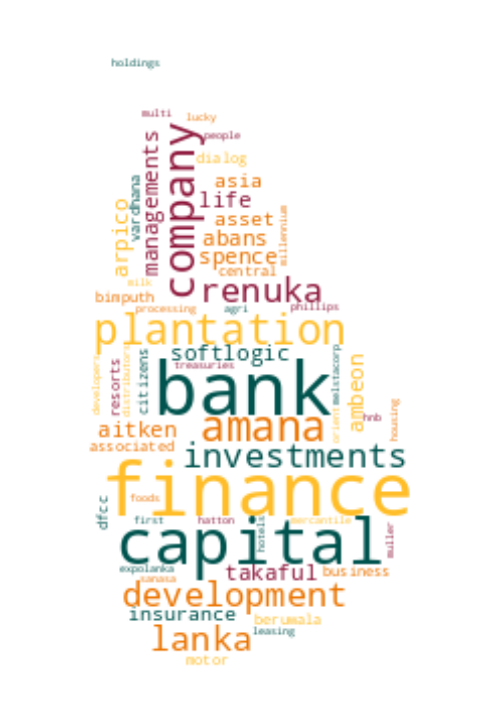 holdings
multi
lucky
people
company
managements
dialog
asia
vardhana
life
arpico
asset
millennium
abans
spence
central
milk
renuka
bimputh
processing
agri
phillips
plantation
softlogic
citizens
treasuries
melstacorp
developers
distributors
resorts
bank
ambeon
orient
hnb
housing
amana
aitken
associated
investments
finance
foods
dfcc
first
hatton
hotels
mercantile
capital
muller
expolanka
takaful
business
sanasa
development
insurance
beruwala
leasing
lanka
motor